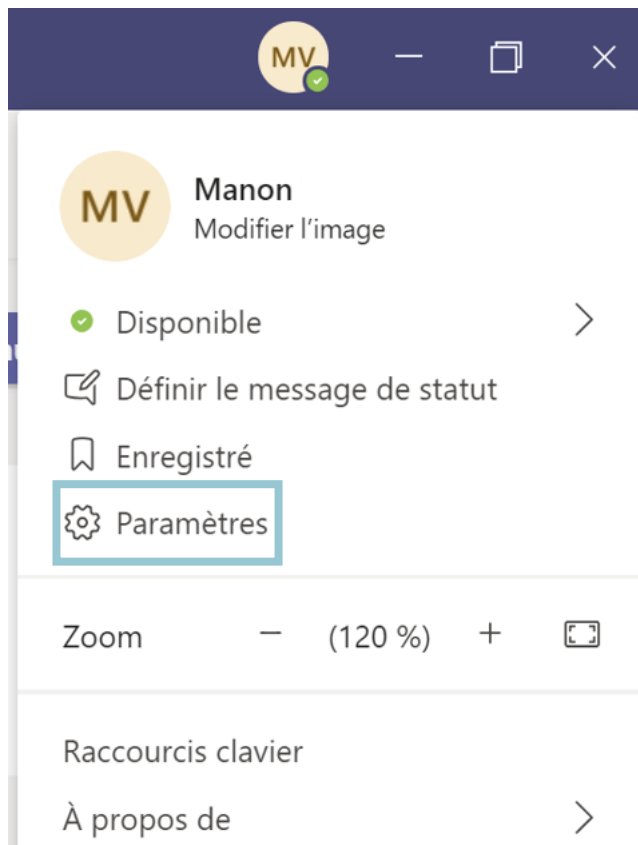 MV
MV
Manon
Modifier l’image
Disponible
Définir le message de statut
Enregistré
Paramètres
Zoom − (120 %) +
Raccourcis clavier
À propos de